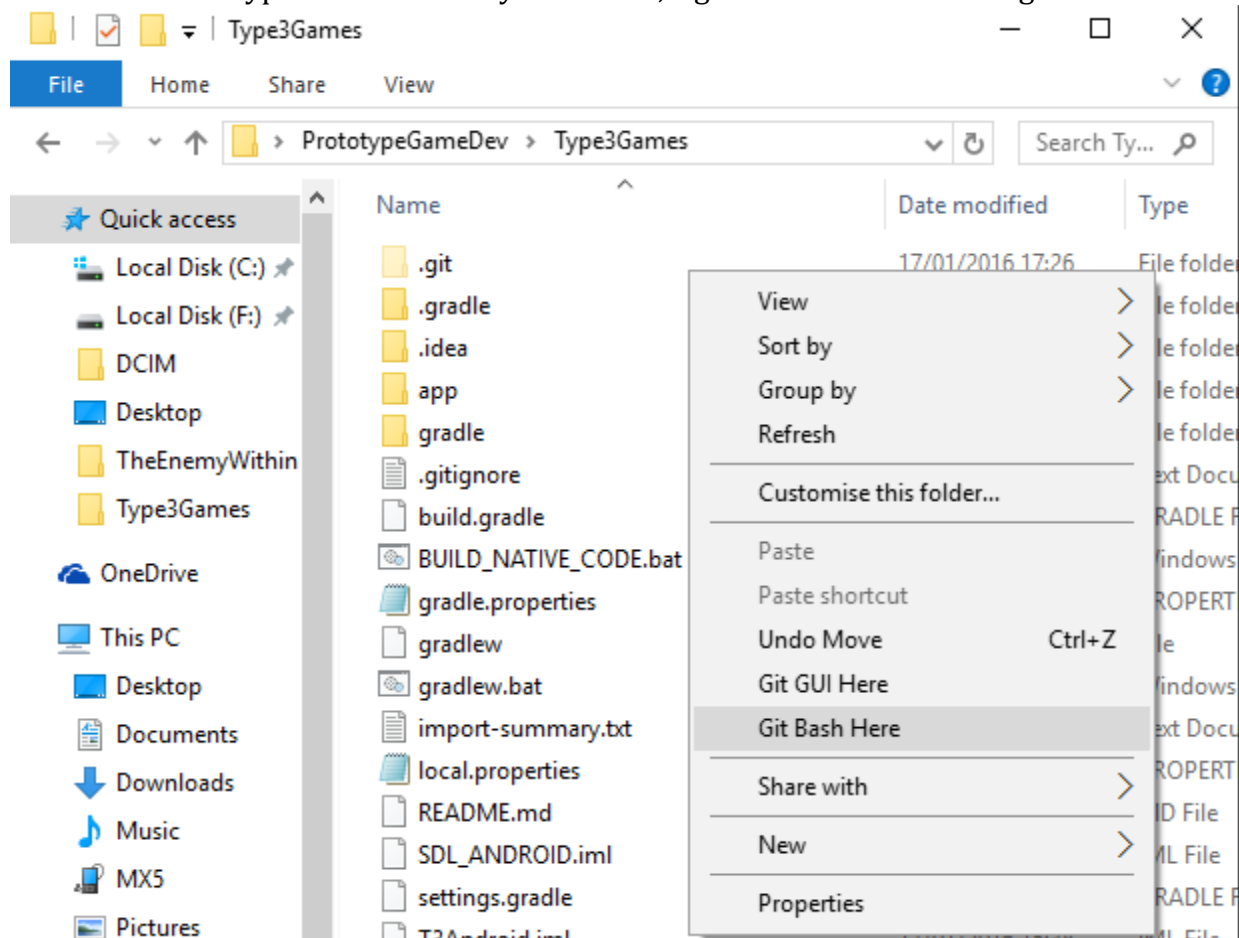 Type3Games
File Home Share View
PrototypeGameDev > Type3Games
Search Ty...
Quick access
Local Disk (C:)
Local Disk (F:)
DCIM
Desktop
TheEnemyWithin
Type3Games
OneDrive
This PC
Desktop
Documents
Downloads
Music
MX5
Pictures
Name Date modified Type
.git 17/01/2016 17:26 File folder
.gradle
.idea
app
gradle
.gitignore
build.gradle
BUILD_NATIVE_CODE.bat
gradle.properties
gradlew
gradlew.bat
import-summary.txt
local.properties
README.md
SDL_ANDROID.iml
settings.gradle
T3Android.iml
View
Sort by
Group by
Refresh
Customise this folder...
Paste
Paste shortcut
Undo Move Ctrl+Z
Git GUI Here
Git Bash Here
Share with
New
Properties